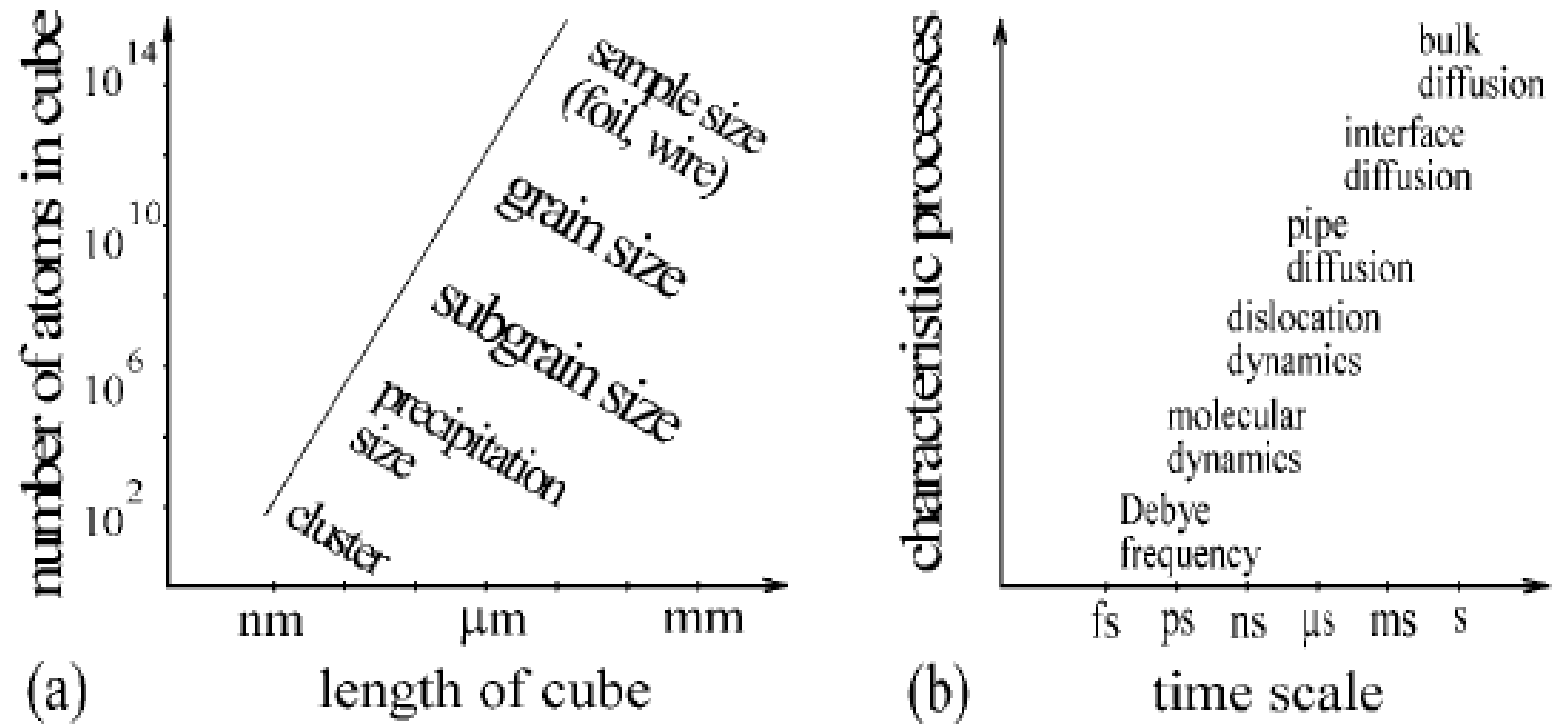 number of atoms in cube
10^14
10^10
10^6
10^2
sample size
(foil, wire)
grain size
subgrain size
precipitation
size
cluster
nm μm mm
(a) length of cube
characteristic processes
bulk
diffusion
interface
diffusion
pipe
diffusion
dislocation
dynamics
molecular
dynamics
Debye
frequency
fs ps ns μs ms s
(b) time scale